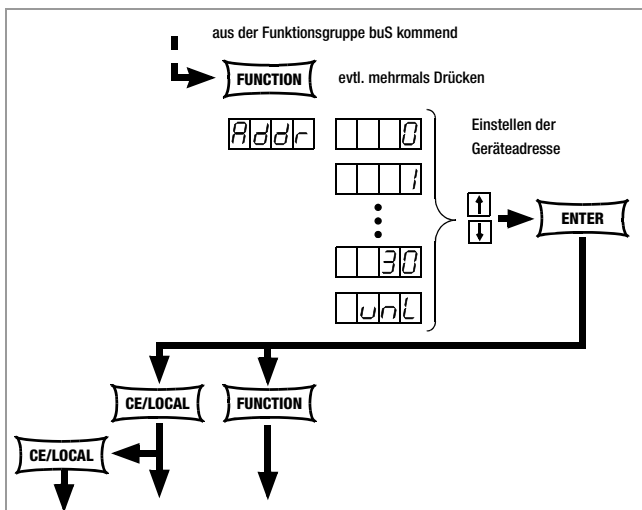 aus der Funktionsgruppe buS kommend
FUNCTION evtl. mehrmals Drücken
Addr 0 Einstellen der
Geräteadresse
1
ENTER
30
unL
CE/LOCAL FUNCTION
CE/LOCAL